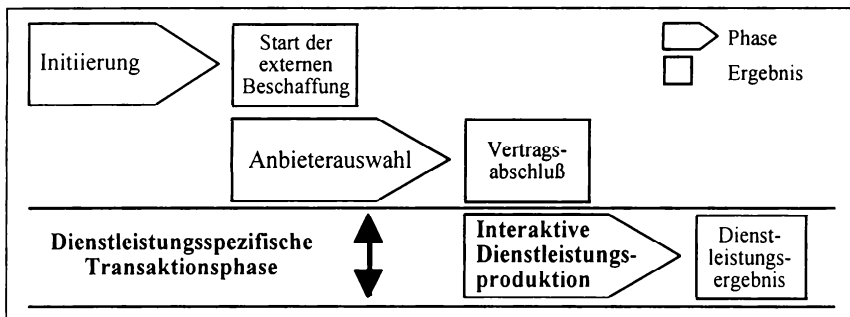 Initiierung
Start der
externen
Beschaffung
Phase
Ergebnis
Anbieterauswahl
Vertrags-
abschluß
Dienstleistungsspezifische
Transaktionsphase
Interaktive
Dienstleistungs-
produktion
Dienst-
leistungs-
ergebnis